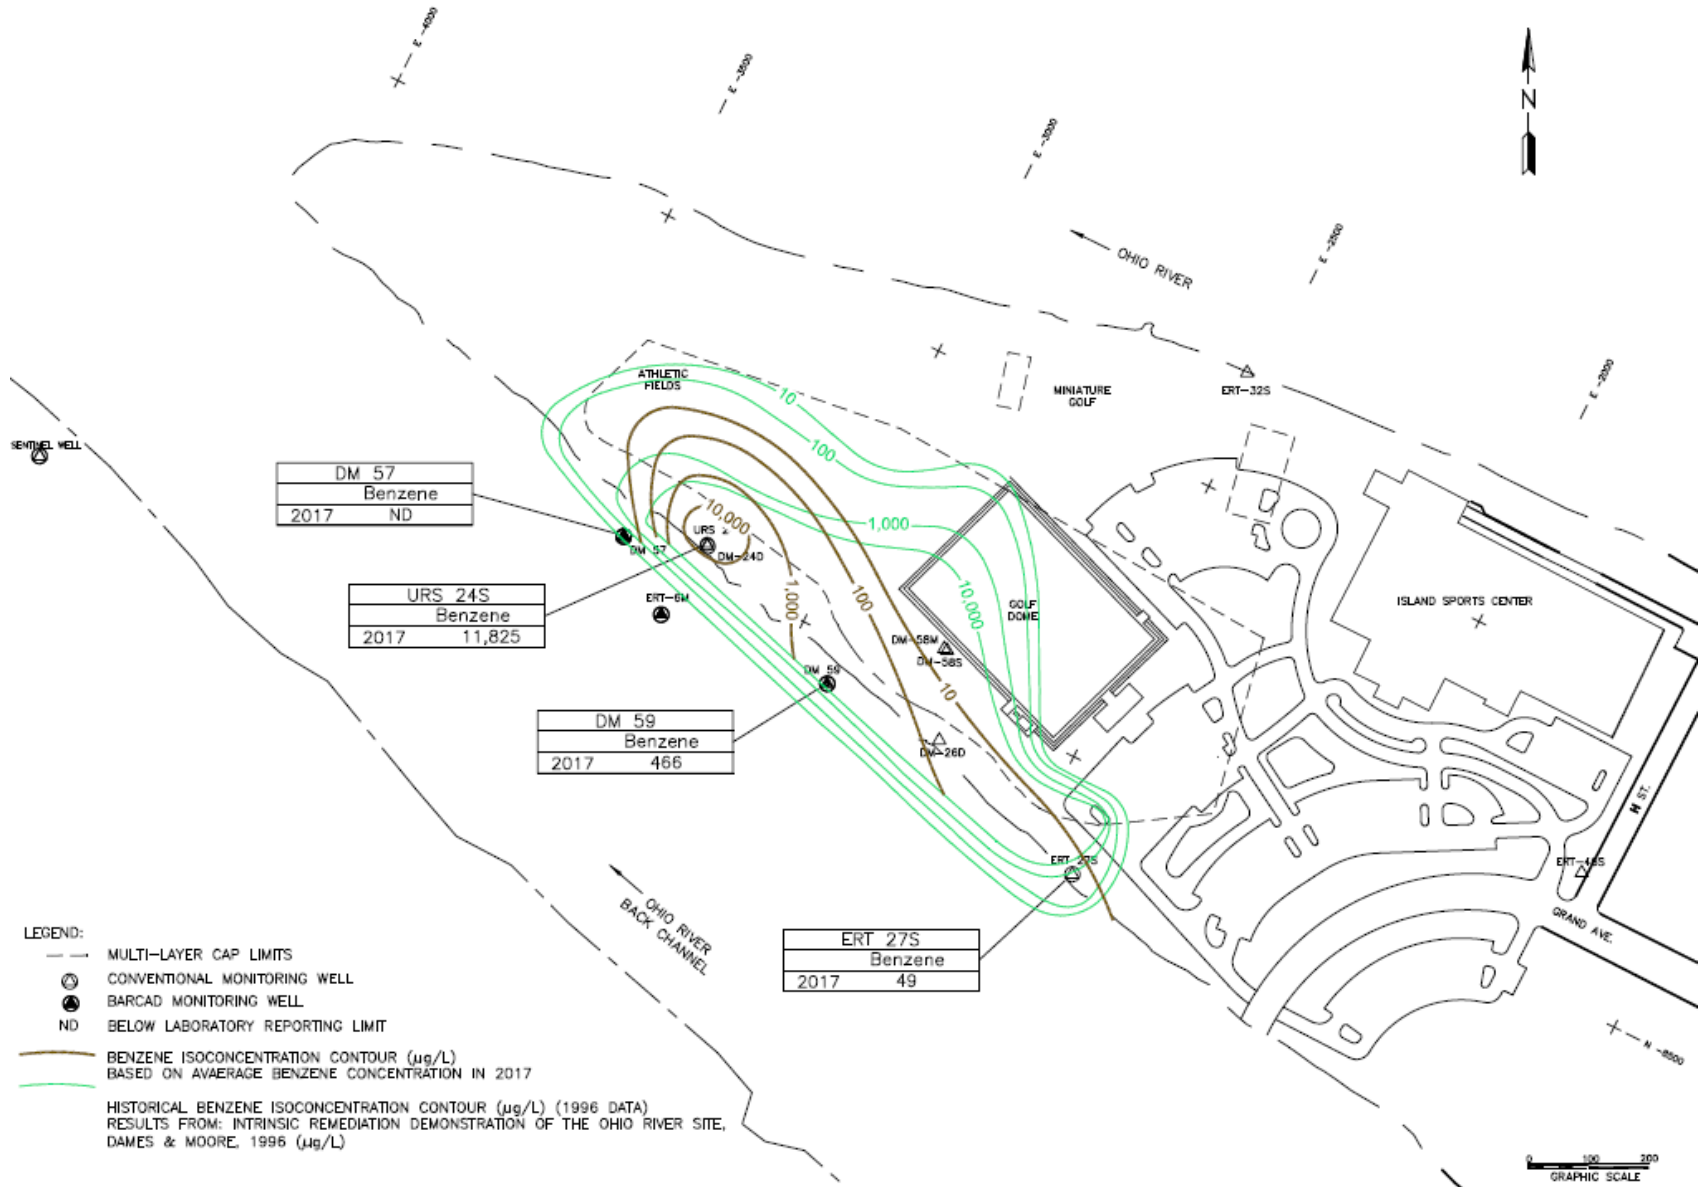 E -4000
E -3500
E -3000
E -2500
E -2000
N
OHIO RIVER
ATHLETIC
FIELDS
10
100
MINIATURE
GOLF
ERT-32S
SENTINEL WELL
DM 57
Benzene
2017 ND
10,000
URS
DM-24D
DM 57
1,000
URS 24S
Benzene
2017 11,825
ERT-6M
1,000
100
10,000
GOLF
DOME
DM-58M
DM-58S
ISLAND SPORTS CENTER
DM 59
10
DM 59
Benzene
2017 466
DM-26D
H ST.
ERT 27S
ERT-48S
GRAND AVE.
OHIO RIVER
BACK CHANNEL
ERT 27S
Benzene
2017 49
LEGEND:
MULTI-LAYER CAP LIMITS
CONVENTIONAL MONITORING WELL
BARCAD MONITORING WELL
ND BELOW LABORATORY REPORTING LIMIT
BENZENE ISOCONCENTRATION CONTOUR (µg/L)
BASED ON AVAERAGE BENZENE CONCENTRATION IN 2017
HISTORICAL BENZENE ISOCONCENTRATION CONTOUR (µg/L) (1996 DATA)
RESULTS FROM: INTRINSIC REMEDIATION DEMONSTRATION OF THE OHIO RIVER SITE,
DAMES & MOORE, 1996 (µg/L)
0 100 200
GRAPHIC SCALE